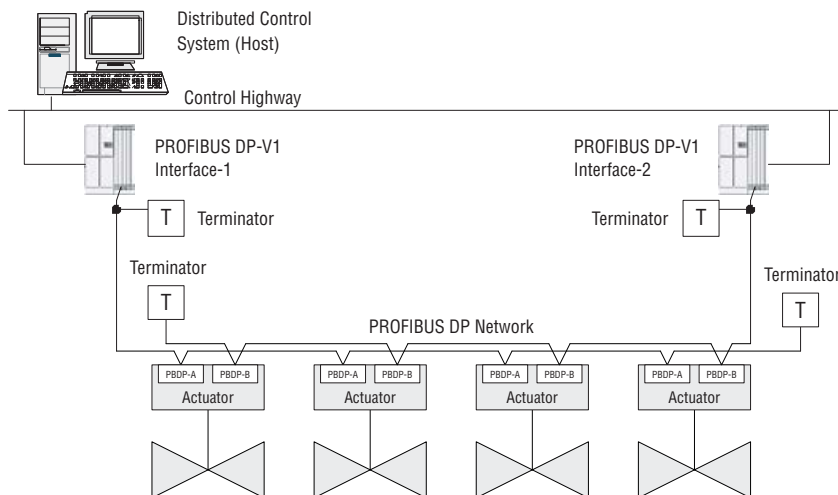 Distributed Control
System (Host)
Control Highway
PROFIBUS DP-V1
Interface-1
PROFIBUS DP-V1
Interface-2
T
Terminator
Terminator
T
Terminator
T
Terminator
T
PROFIBUS DP Network
PBDP-A
PBDP-B
Actuator
PBDP-A
PBDP-B
Actuator
PBDP-A
PBDP-B
Actuator
PBDP-A
PBDP-B
Actuator